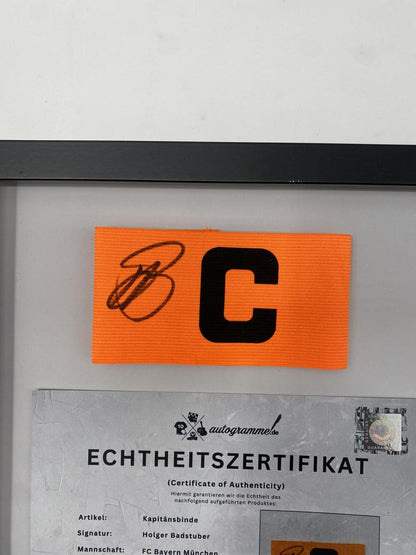 C
autogramme.de
ECHTHEITSZERTIFIKAT
(Certificate of Authenticity)
Hiermit garantieren wir die Echtheit des
nachfolgend aufgeführten Produktes:
Artikel: Kapitänsbinde
Signatur: Holger Badstuber
Mannschaft: FC Bayern München